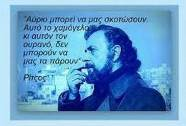 "Αύριο μπορεί να μας σκοτώσουν.
Αυτό το χαμόγελο
κι αυτόν τον
ουρανό, δεν
μπορούν να
μας τα πάρουν"
Ρίτσος